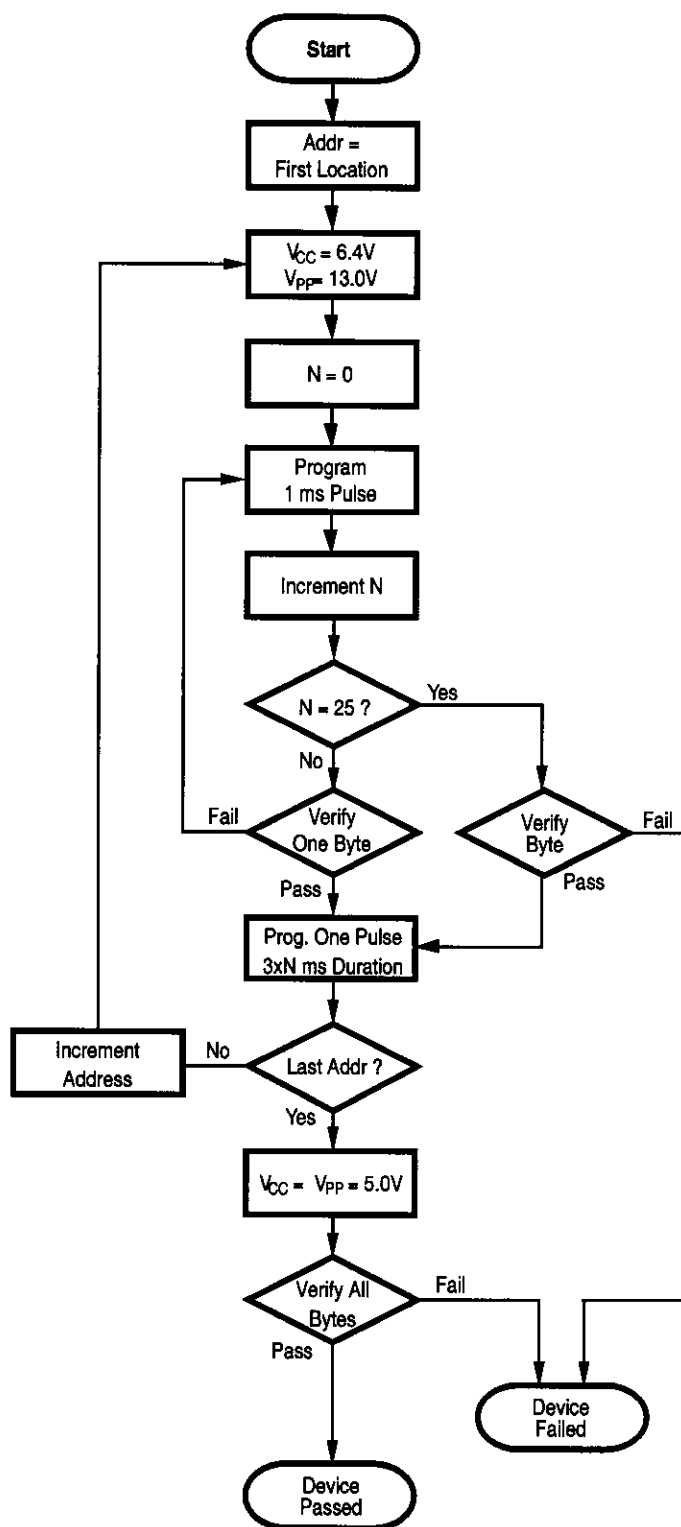 Start
Addr =
First Location
VCC = 6.4V
VPP= 13.0V
N = 0
Program
1 ms Pulse
Increment N
N = 25 ?
Yes
No
Fail
Verify
One Byte
Verify
Byte
Fail
Pass
Pass
Prog. One Pulse
3xN ms Duration
Increment
Address
No
Last Addr ?
Yes
VCC = VPP = 5.0V
Verify All
Bytes
Fail
Pass
Device
Failed
Device
Passed